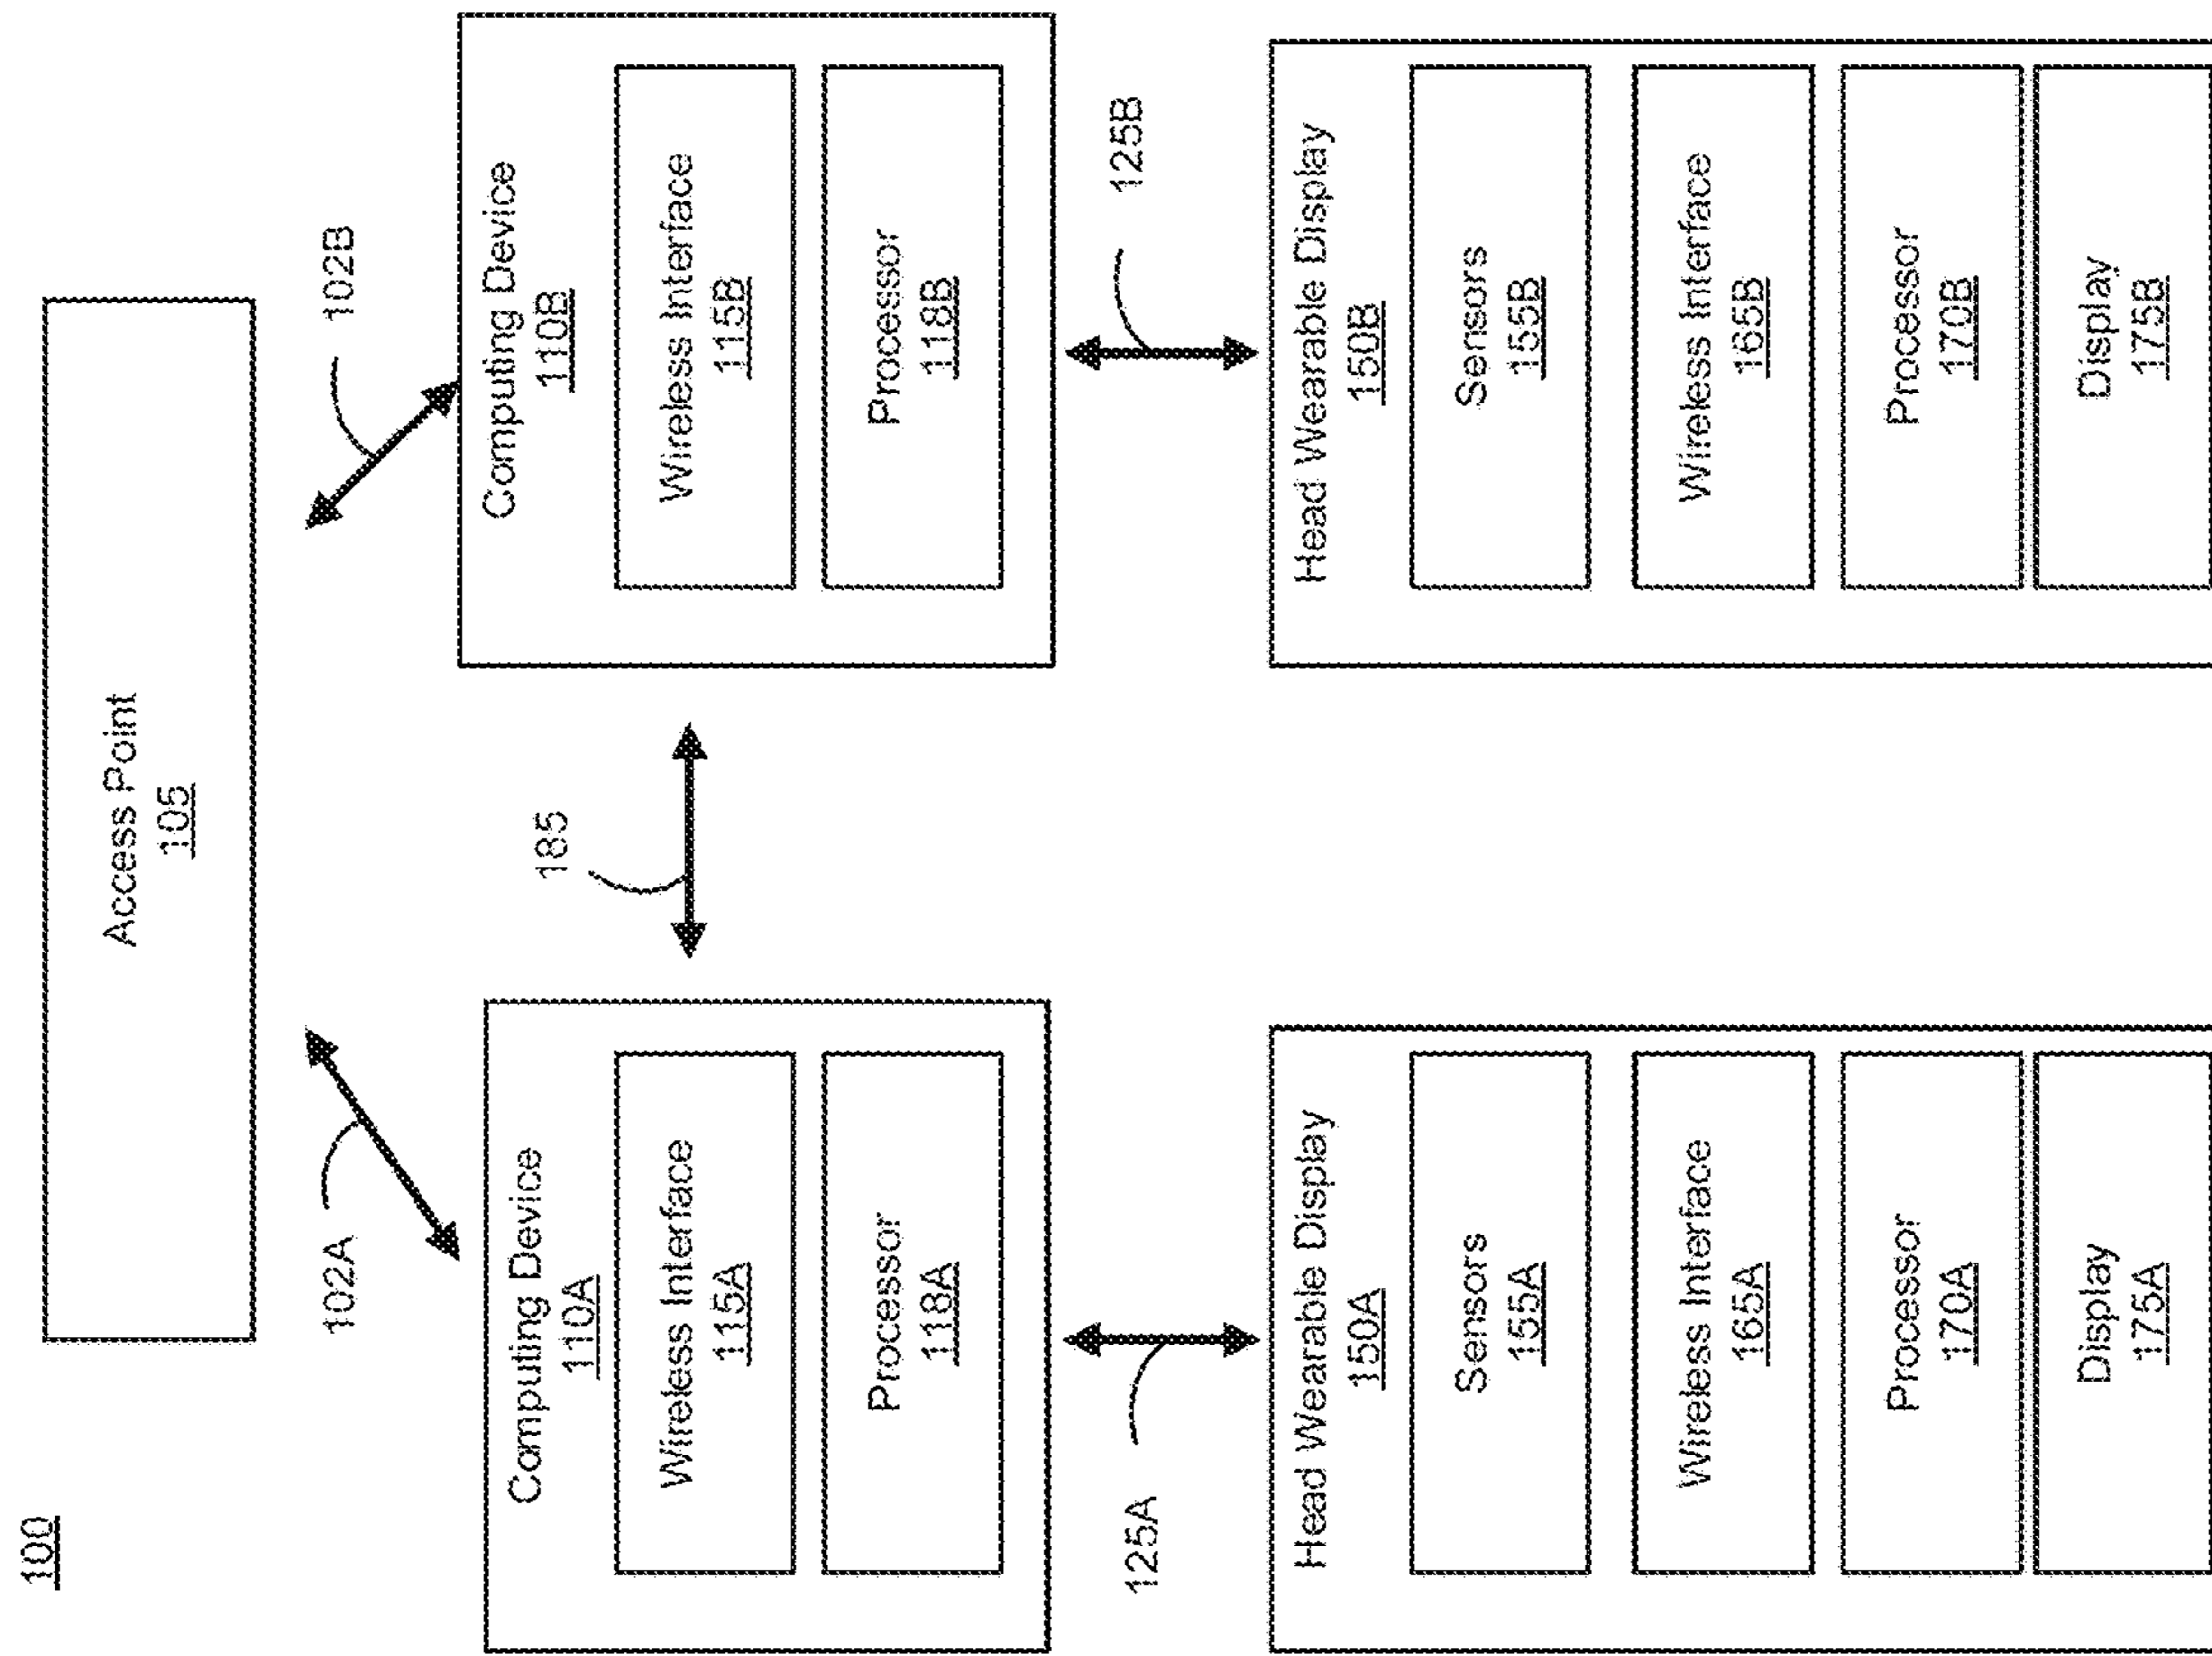 100
Access Point
105
102A
102B
Computing Device
110A
Wireless Interface
115A
Processor
118A
185
Computing Device
110B
Wireless Interface
115B
Processor
118B
125A
125B
Head Wearable Display
150A
Sensors
155A
Wireless Interface
165A
Processor
170A
Display
175A
Head Wearable Display
150B
Sensors
155B
Wireless Interface
165B
Processor
170B
Display
175B